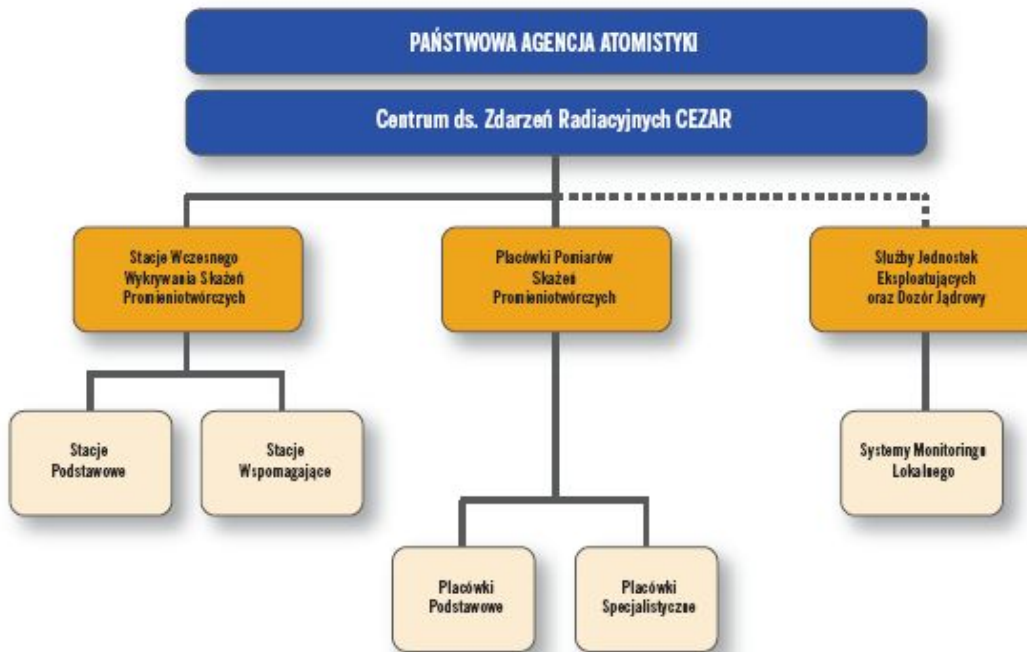 PAŃSTWOWA AGENCJA ATOMISTYKI
Centrum ds. Zdarzeń Radiacyjnych CEZAR
Stacje Wczesnego
Wykrywania Skażeń
Promieniotwórczych
Placówki Pomiarów
Skażeń
Promieniotwórczych
Służby Jednostek
Eksploatujących
oraz Dozór Jądrowy
Stacje
Podstawowe
Stacje
Wspomagające
Systemy Monitoringu
Lokalnego
Placówki
Podstawowe
Placówki
Specjalistyczne